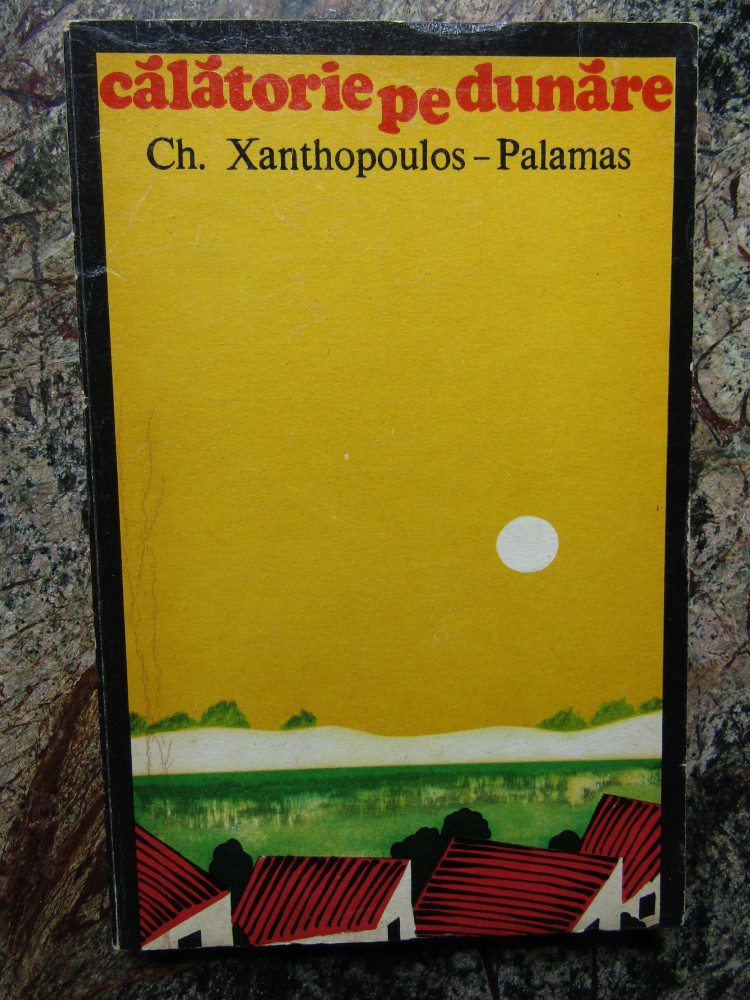 călătorie pe dunăre
Ch. Xanthopoulos – Palamas